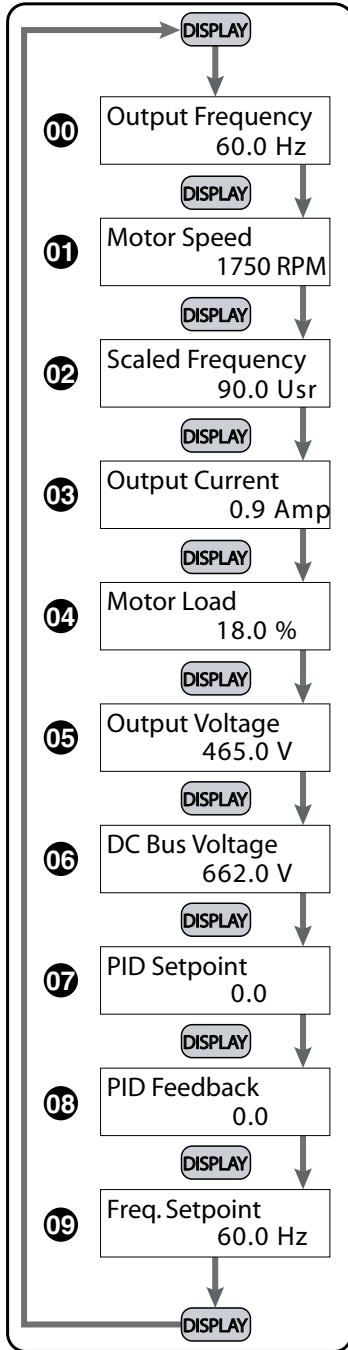 DISPLAY
00
Output Frequency
60.0 Hz
DISPLAY
01
Motor Speed
1750 RPM
DISPLAY
02
Scaled Frequency
90.0 Usr
DISPLAY
03
Output Current
0.9 Amp
DISPLAY
04
Motor Load
18.0 %
DISPLAY
05
Output Voltage
465.0 V
DISPLAY
06
DC Bus Voltage
662.0 V
DISPLAY
07
PID Setpoint
0.0
DISPLAY
08
PID Feedback
0.0
DISPLAY
09
Freq. Setpoint
60.0 Hz
DISPLAY